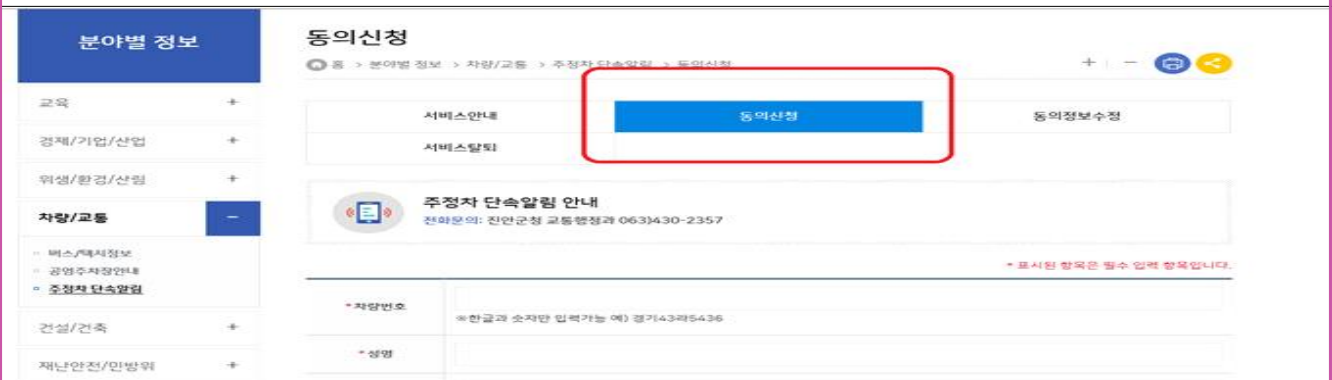 분야별 정보
교육 +
경제/기업/산업 +
위생/환경/산림 +
차량/교통 −
버스/택시정보
공영주차장안내
주정차 단속알림
건설/건축 +
재난안전/민방위 +
동의신청
홈 > 분야별 정보 > 차량/교통 > 주정차 단속알림 > 동의신청
+ −
서비스안내 동의신청 동의정보수정
서비스탈퇴
주정차 단속알림 안내
전화문의: 진안군청 교통행정과 063)430-2357
* 표시된 항목은 필수 입력 항목입니다.
* 차량번호
※한글과 숫자만 입력가능 예) 경기43라5436
* 성명